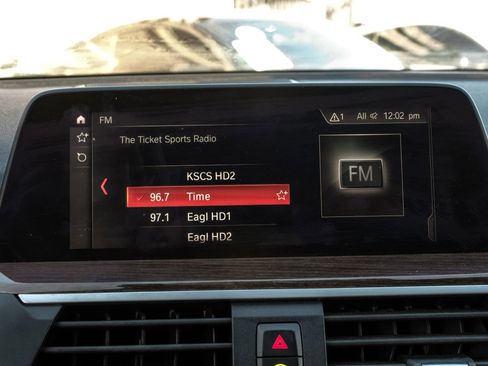 FM
1 All 12:02 pm
The Ticket Sports Radio
KSCS HD2
96.7 Time
97.1 Eagl HD1
Eagl HD2
FM